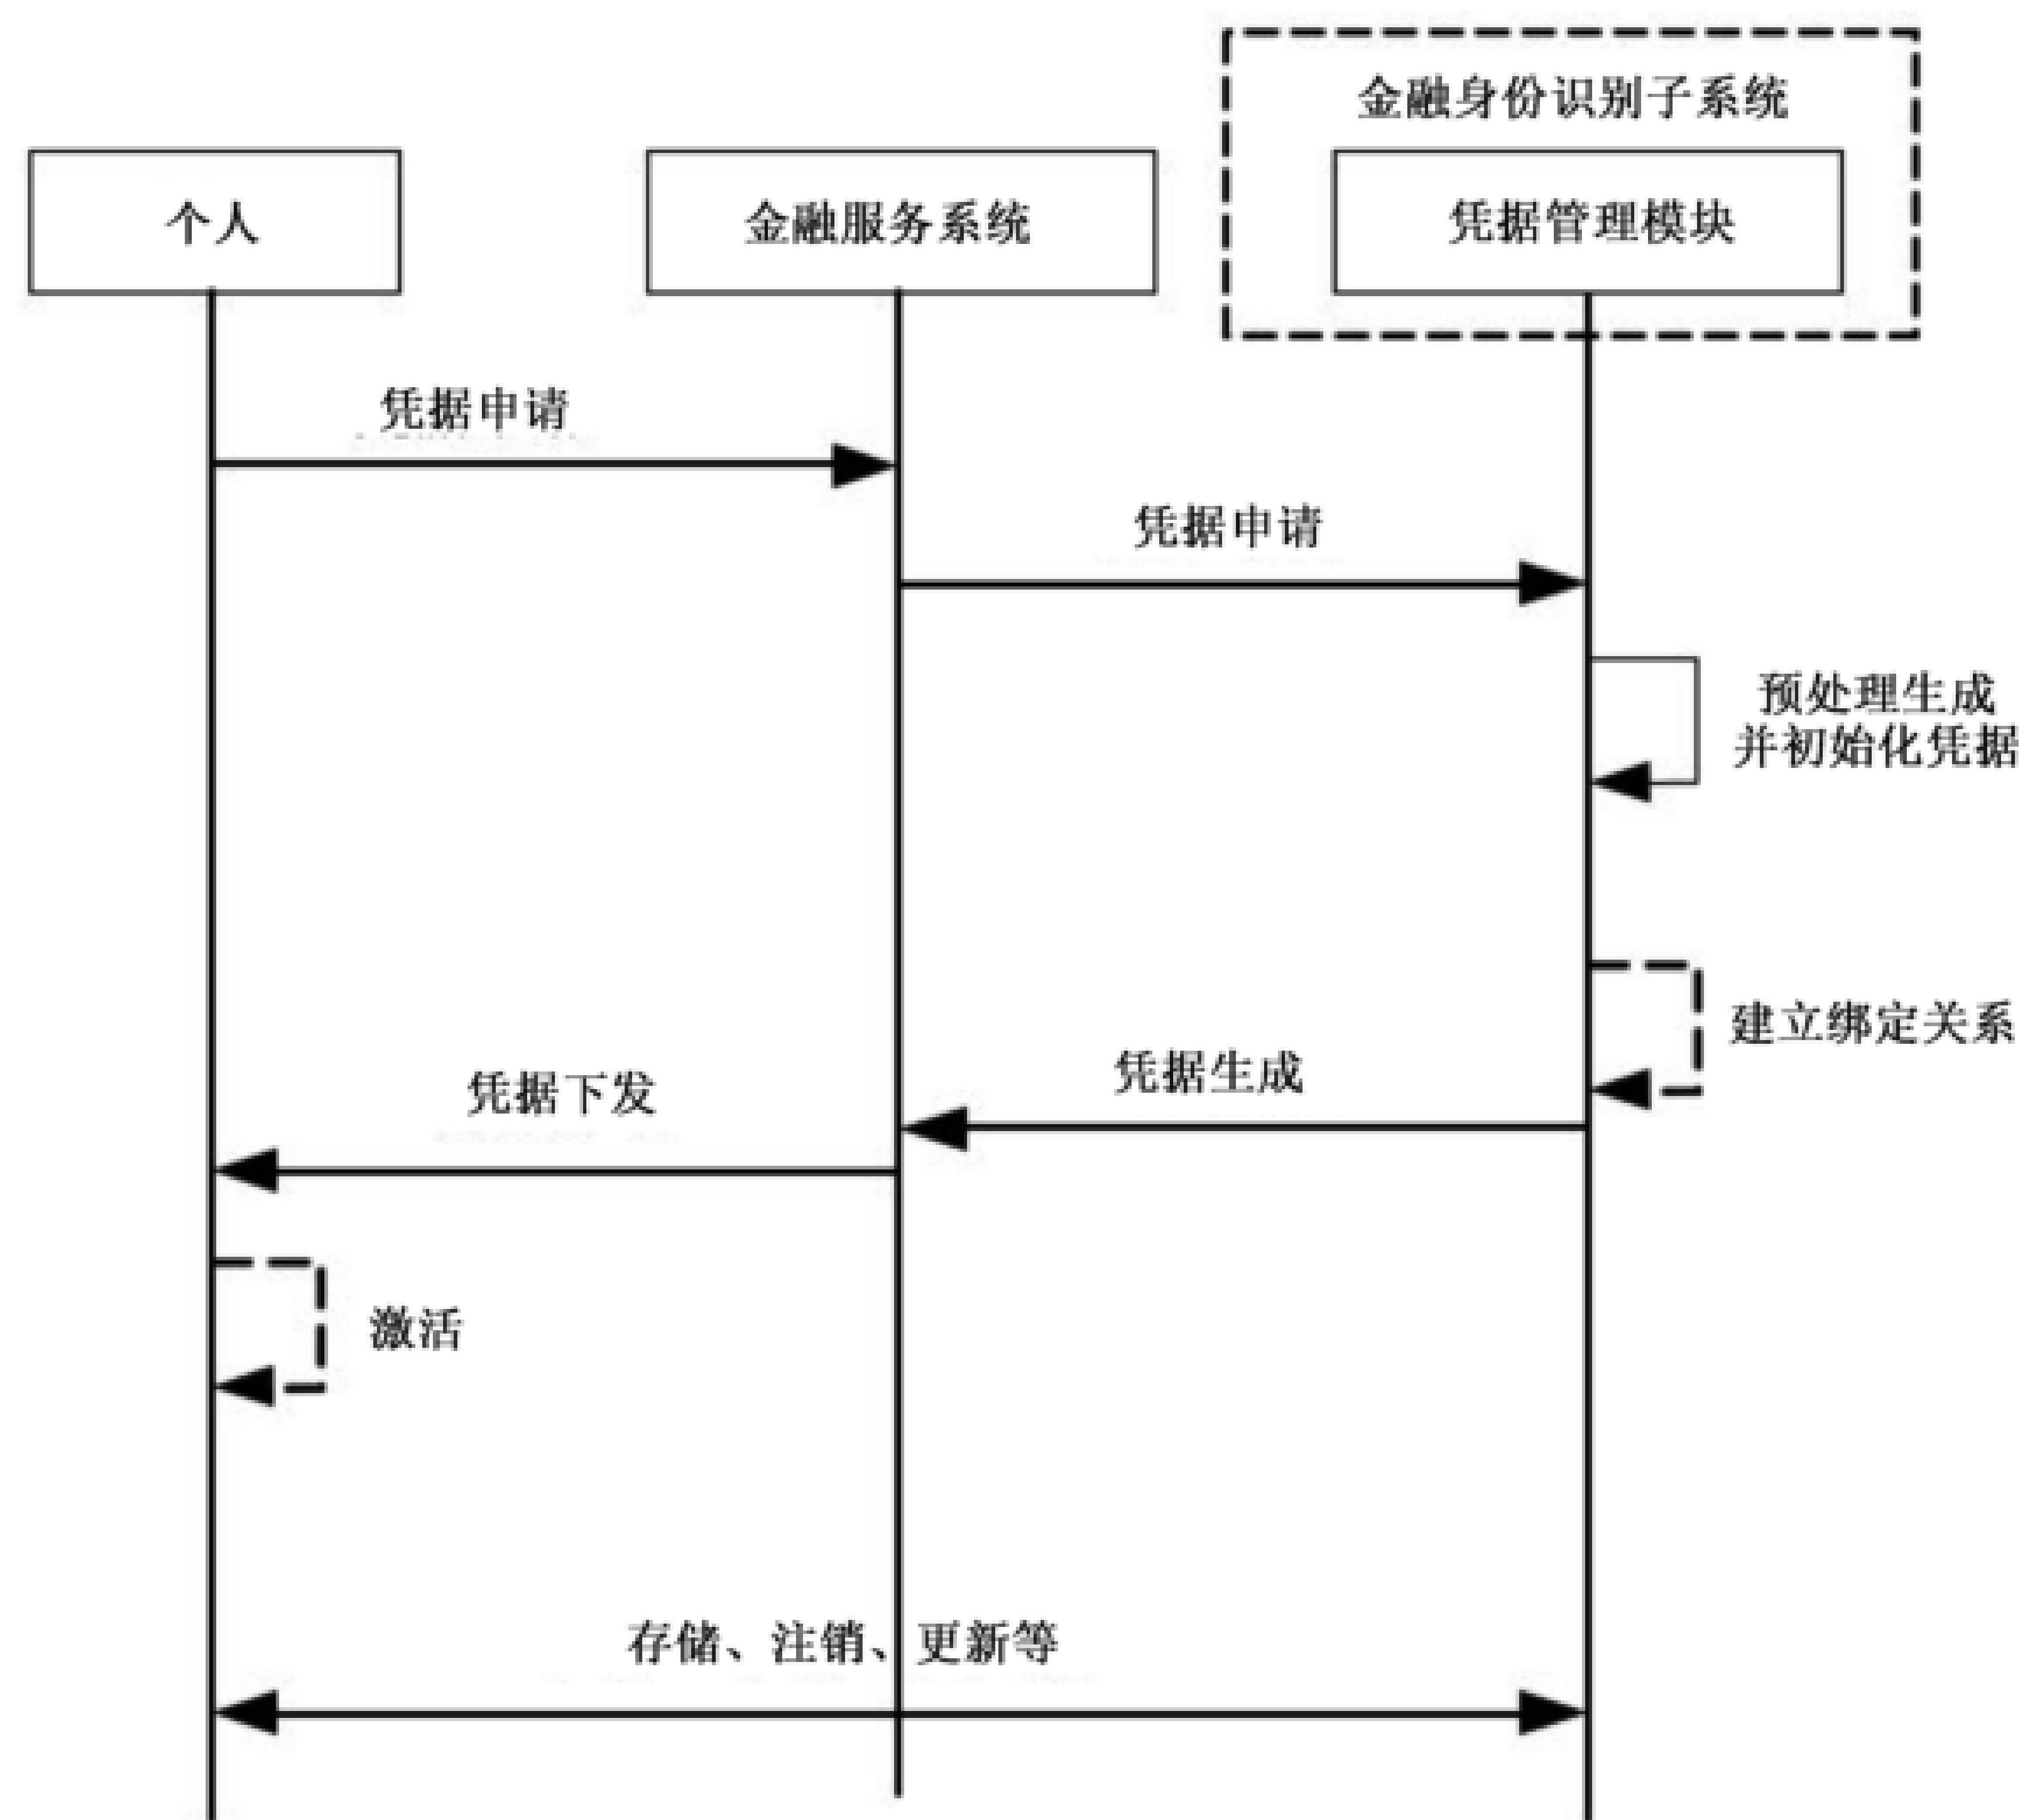 金融身份识别子系统
个人
金融服务系统
凭据管理模块
凭据申请
凭据申请
预处理生成
并初始化凭据
建立绑定关系
凭据生成
凭据下发
激活
存储、注销、更新等